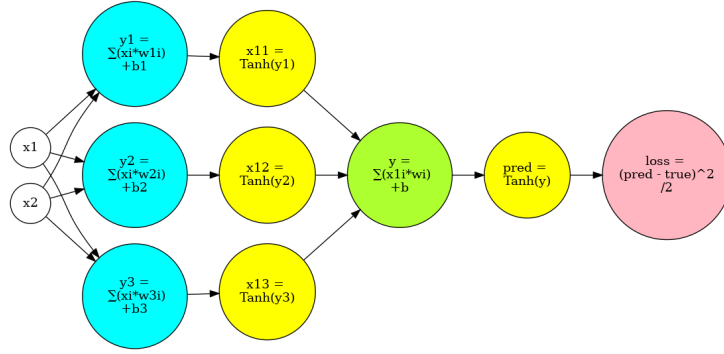 x1
x2
y1 =
∑(xi*w1i)
+b1
y2 =
∑(xi*w2i)
+b2
y3 =
∑(xi*w3i)
+b3
x11 =
Tanh(y1)
x12 =
Tanh(y2)
x13 =
Tanh(y3)
y =
∑(x1i*wi)
+b
pred =
Tanh(y)
loss =
(pred - true)^2
/2